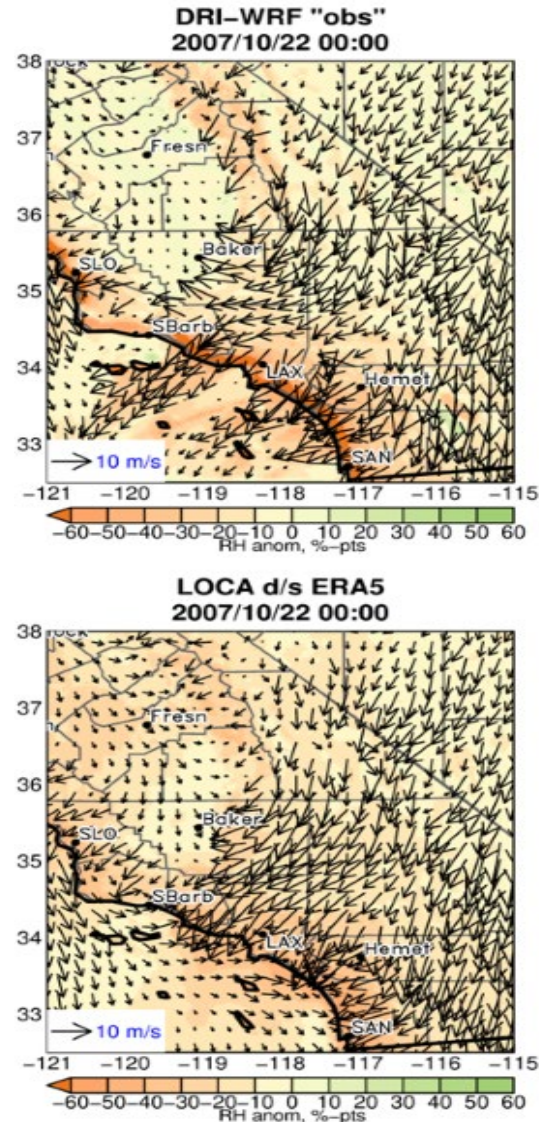 DRI-WRF "obs"
2007/10/22 00:00
38
ock
37
Fresn
36
Baker
SLO
35
SBarb
34
LAX
Hemet
33
SAN
10 m/s
-121 -120 -119 -118 -117 -116 -115
-60-50-40-30-20-10 0 10 20 30 40 50 60
RH anom, %-pts
LOCA d/s ERA5
2007/10/22 00:00
38
ock
37
Fresn
36
Baker
SLO
35
SBarb
34
LAX
Hemet
33
SAN
10 m/s
-121 -120 -119 -118 -117 -116 -115
-60-50-40-30-20-10 0 10 20 30 40 50 60
RH anom, %-pts